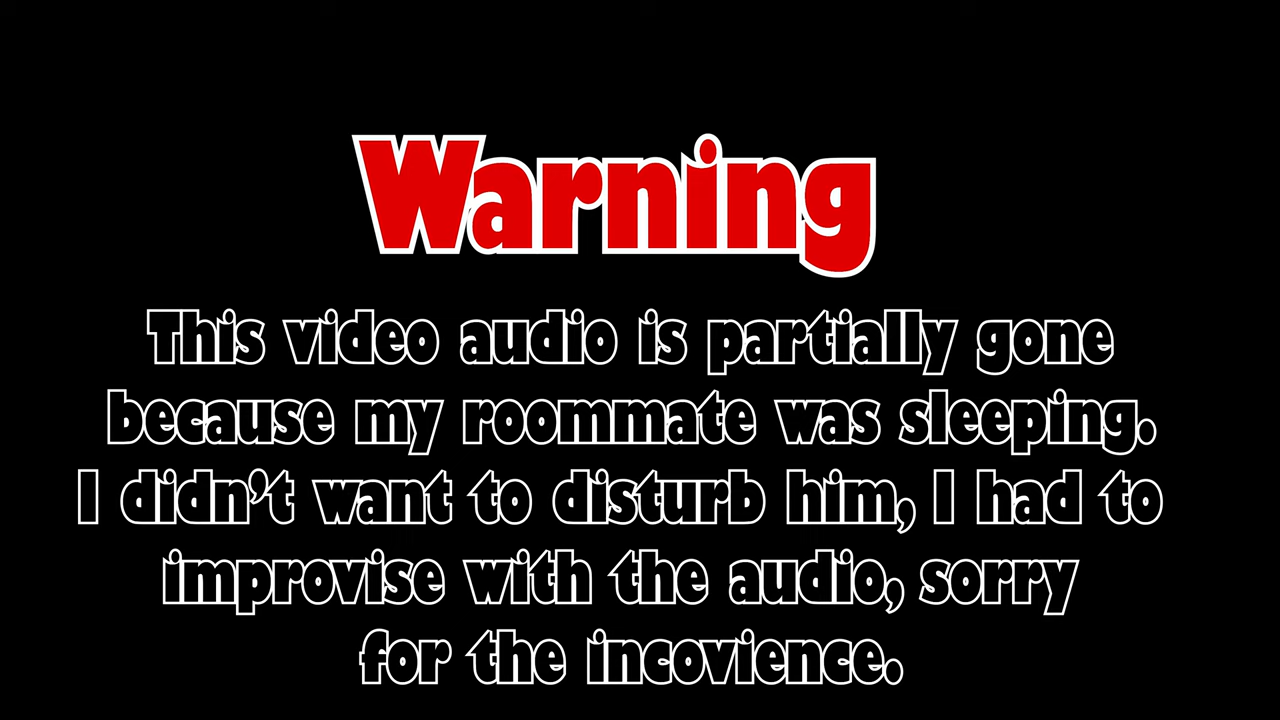 Warning
This video audio is partially gone
because my roommate was sleeping.
I didn't want to disturb him, I had to
improvise with the audio, sorry
for the incovience.